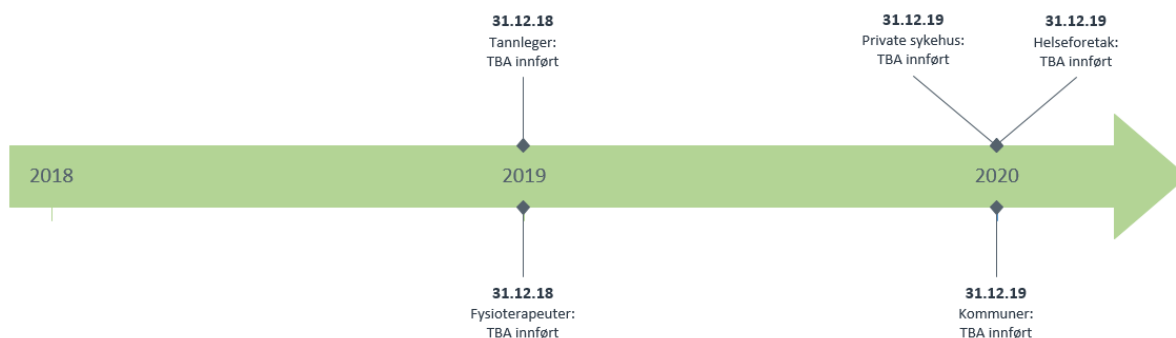 31.12.18
Tannleger:
TBA innført
31.12.19
Private sykehus:
TBA innført
31.12.19
Helseforetak:
TBA innført
2018
2019
2020
31.12.18
Fysioterapeuter:
TBA innført
31.12.19
Kommuner:
TBA innført